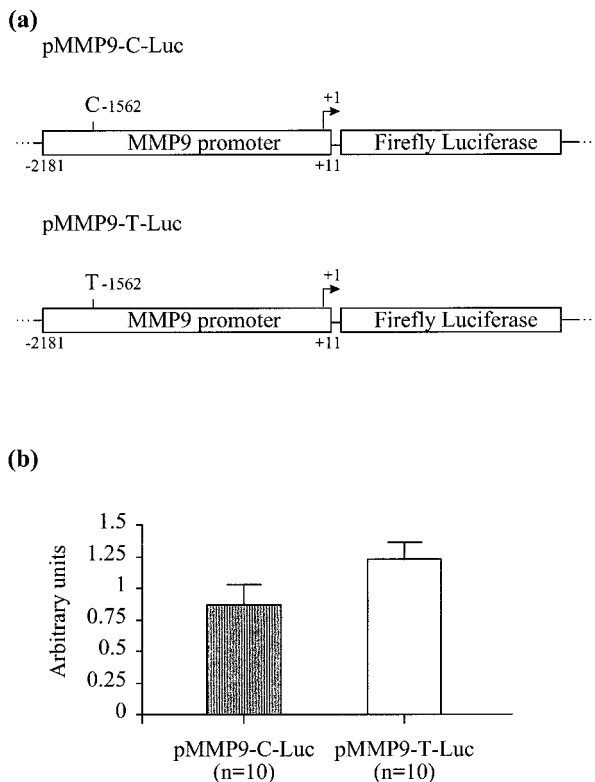 (a)
pMMP9-C-Luc
C-1562
+1
MMP9 promoter
Firefly Luciferase
-2181
+11
pMMP9-T-Luc
T-1562
+1
MMP9 promoter
Firefly Luciferase
-2181
+11
(b)
Arbitrary units
1.5
1.25
1
0.75
0.5
0.25
0
pMMP9-C-Luc
(n=10)
pMMP9-T-Luc
(n=10)